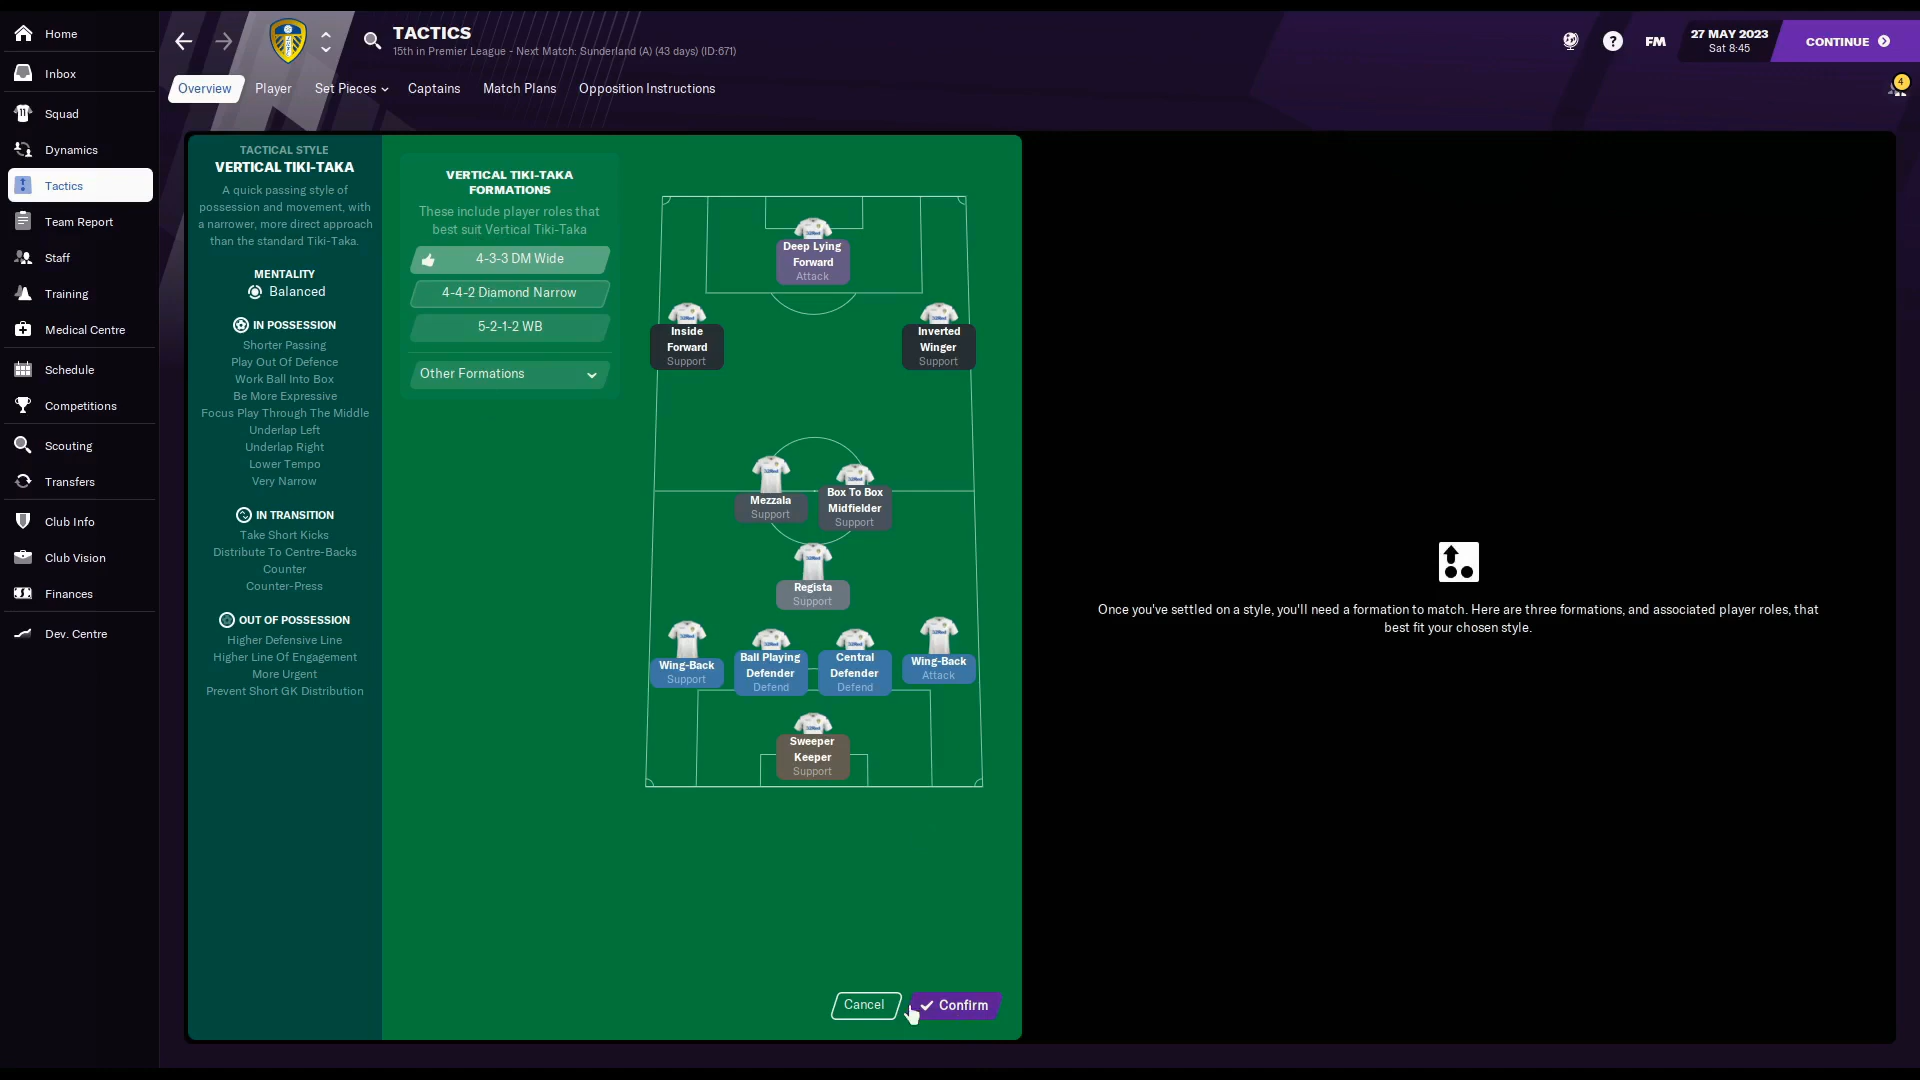 Home
Inbox
Squad
Dynamics
Tactics
Team Report
Staff
Training
Medical Centre
Schedule
Competitions
Scouting
Transfers
Club Info
Club Vision
Finances
Dev. Centre
TACTICS
15th in Premier League - Next Match: Sunderland (A) (43 days) (ID:671)
FM
27 MAY 2023
Sat 8:45
CONTINUE
4
Overview
Player
Set Pieces
Captains
Match Plans
Opposition Instructions
TACTICAL STYLE
VERTICAL TIKI-TAKA
A quick passing style of
possession and movement, with
a narrower, more direct approach
than the standard Tiki-Taka.
MENTALITY
Balanced
IN POSSESSION
Shorter Passing
Play Out Of Defence
Work Ball Into Box
Be More Expressive
Focus Play Through The Middle
Underlap Left
Underlap Right
Lower Tempo
Very Narrow
IN TRANSITION
Take Short Kicks
Distribute To Centre-Backs
Counter
Counter-Press
OUT OF POSSESSION
Higher Defensive Line
Higher Line Of Engagement
More Urgent
Prevent Short GK Distribution
VERTICAL TIKI-TAKA
FORMATIONS
These include player roles that
best suit Vertical Tiki-Taka
4-3-3 DM Wide
4-4-2 Diamond Narrow
5-2-1-2 WB
Other Formations
Deep Lying
Forward
Attack
Inside
Forward
Support
Inverted
Winger
Support
Mezzala
Support
Box To Box
Midfielder
Support
Regista
Support
Wing-Back
Support
Ball Playing
Defender
Defend
Central
Defender
Defend
Wing-Back
Attack
Sweeper
Keeper
Support
Cancel
Confirm
Once you've settled on a style, you'll need a formation to match. Here are three formations, and associated player roles, that
best fit your chosen style.